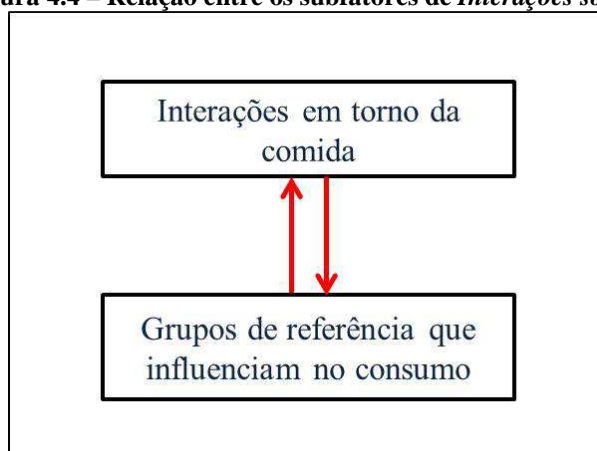 ura 4.4 – Relação entre os subfatores de Interações so
Interações em torno da
comida
Grupos de referência que
influenciam no consumo